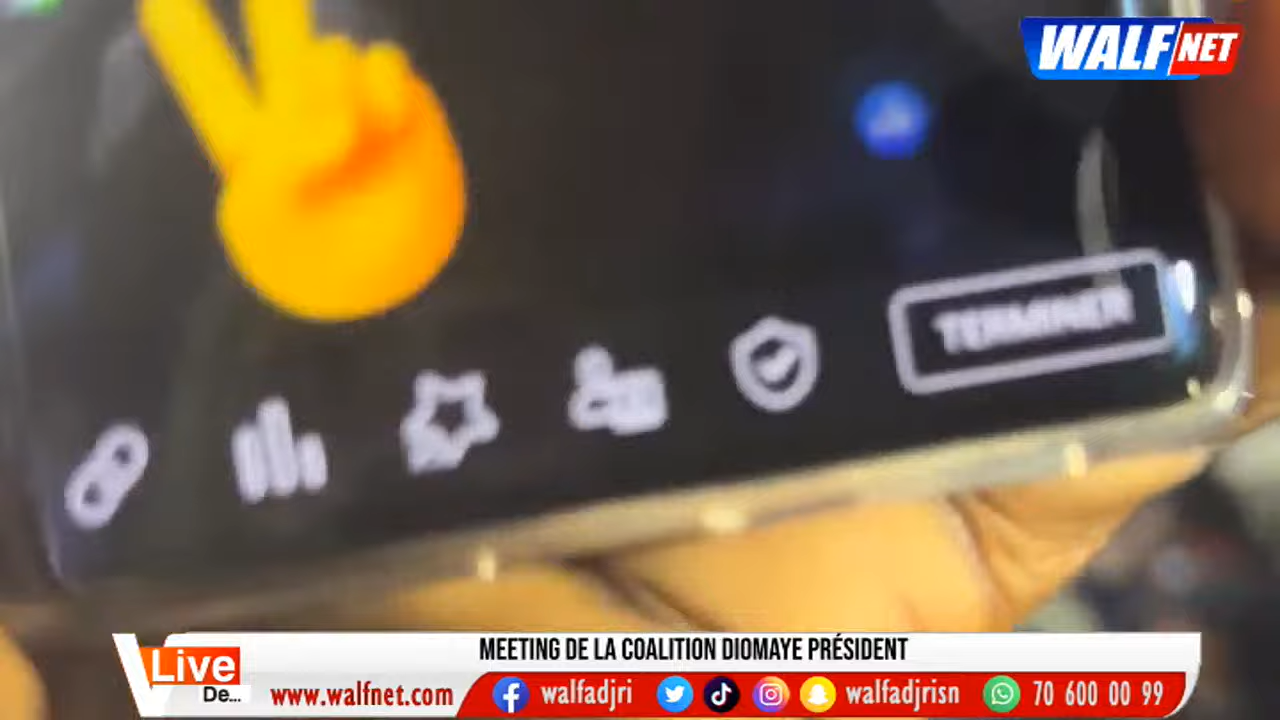 WALF NET
TERMINER
MEETING DE LA COALITION DIOMAYE PRÉSIDENT
Live
De...
www.walfnet.com
walfadjri
walfadjrisn
70 600 00 99